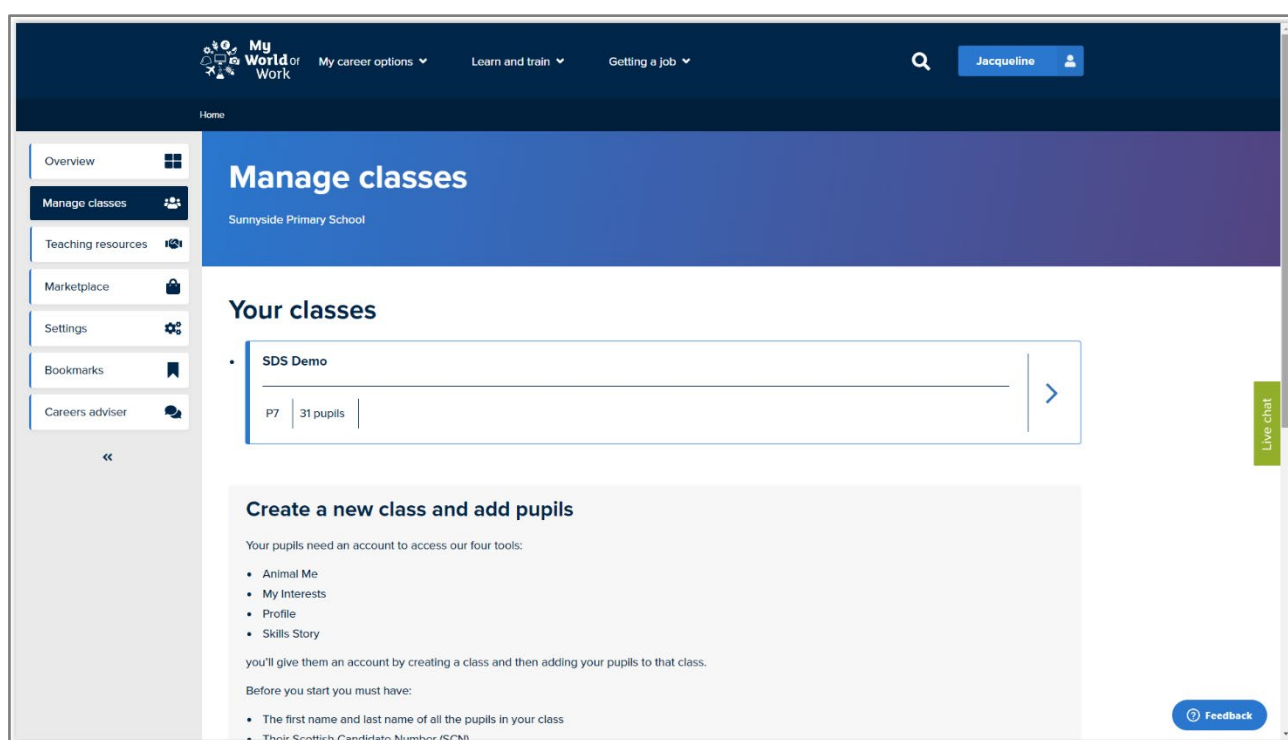 My
World of
Work
My career options
Learn and train
Getting a job
Jacqueline
Home
Overview
Manage classes
Teaching resources
Marketplace
Settings
Bookmarks
Careers adviser
Manage classes
Sunnyside Primary School
Your classes
SDS Demo
P7 31 pupils
Create a new class and add pupils
Your pupils need an account to access our four tools:
• Animal Me
• My Interests
• Profile
• Skills Story
you'll give them an account by creating a class and then adding your pupils to that class.
Before you start you must have:
• The first name and last name of all the pupils in your class
• Their Scottish Candidate Number (SCN)
Live chat
Feedback